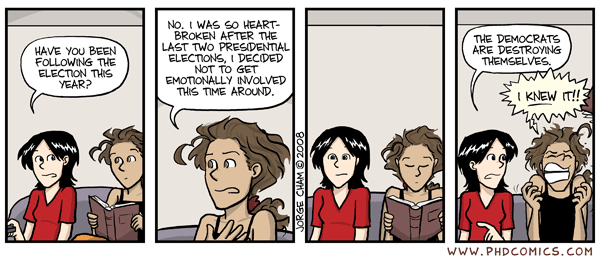 HAVE YOU BEEN
FOLLOWING THE
ELECTION THIS
YEAR?
NO. I WAS SO HEART-
BROKEN AFTER THE
LAST TWO PRESIDENTIAL
ELECTIONS, I DECIDED
NOT TO GET
EMOTIONALLY INVOLVED
THIS TIME AROUND.
JORGE CHAM © 2008
THE DEMOCRATS
ARE DESTROYING
THEMSELVES.
I KNEW IT!!
WWW.PHDCOMICS.COM